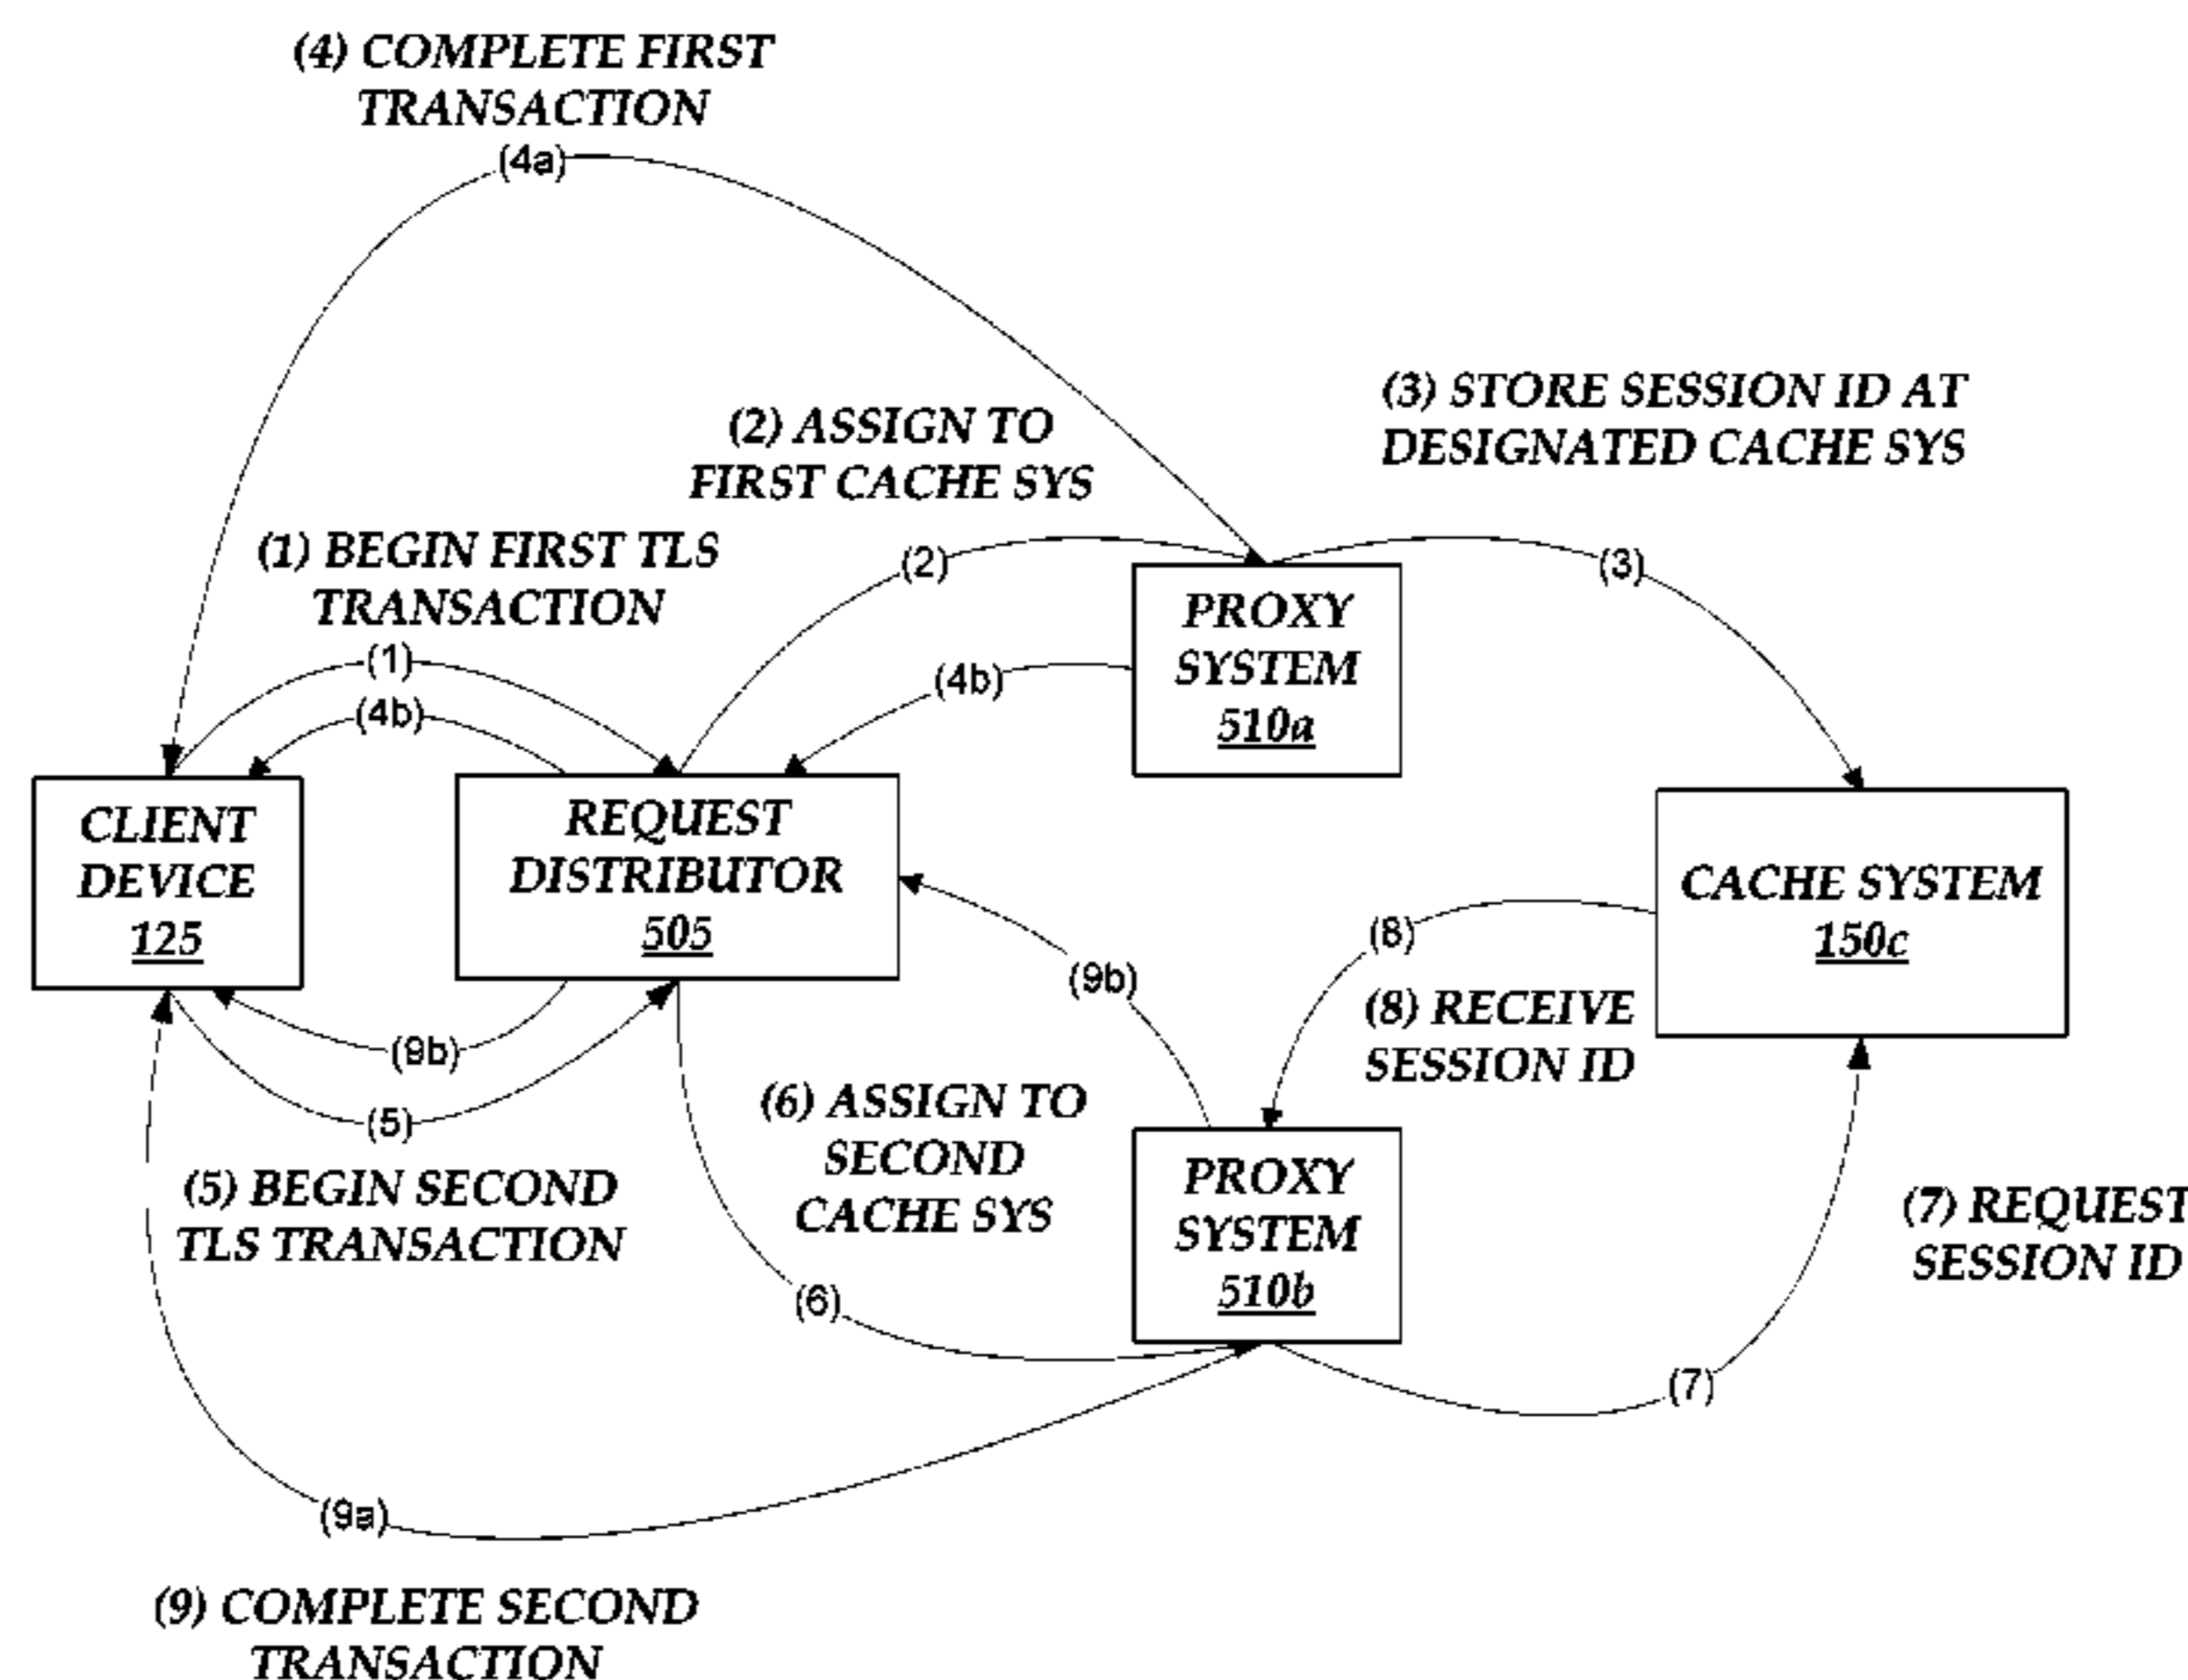 (4) COMPLETE FIRST
TRANSACTION
(4a)
(3) STORE SESSION ID AT
DESIGNATED CACHE SYS
(2) ASSIGN TO
FIRST CACHE SYS
(1) BEGIN FIRST TLS
TRANSACTION
(2)
(3)
(1)
(4b)
(4b)
PROXY
SYSTEM
510a
CLIENT
DEVICE
125
REQUEST
DISTRIBUTOR
505
CACHE SYSTEM
150c
(8)
(9b)
(8) RECEIVE
SESSION ID
(9b)
(5)
(6) ASSIGN TO
SECOND
CACHE SYS
(5) BEGIN SECOND
TLS TRANSACTION
PROXY
SYSTEM
510b
(7) REQUEST
SESSION ID
(6)
(7)
(9a)
(9) COMPLETE SECOND
TRANSACTION